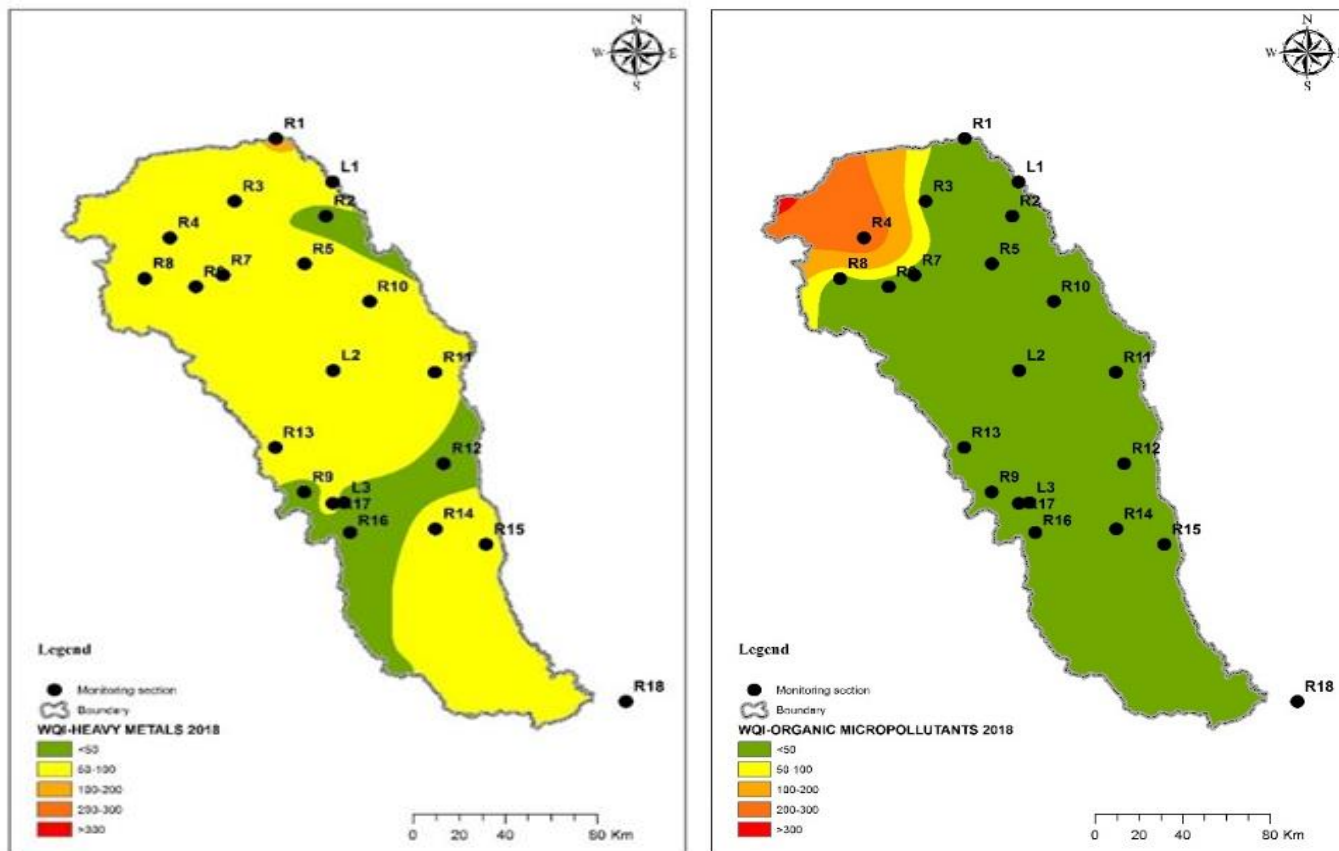 N
W E
S
R1
L1
R3
R2
R4
R5
R8
R7
R10
L2
R11
R13
R12
R9
L3
R17
R16
R14
R15
R18
Legend
Monitoring section
Boundary
WQI-HEAVY METALS 2018
<50
50-100
100-200
200-300
>300
0 20 40 80 Km
N
W E
S
R1
L1
R3
R2
R4
R5
R8
R7
R10
L2
R11
R13
R12
R9
L3
R17
R16
R14
R15
R18
Legend
Monitoring section
Boundary
WQI-ORGANIC MICROPOLLUTANTS 2018
<50
50-100
100-200
200-300
>300
0 20 40 80 Km